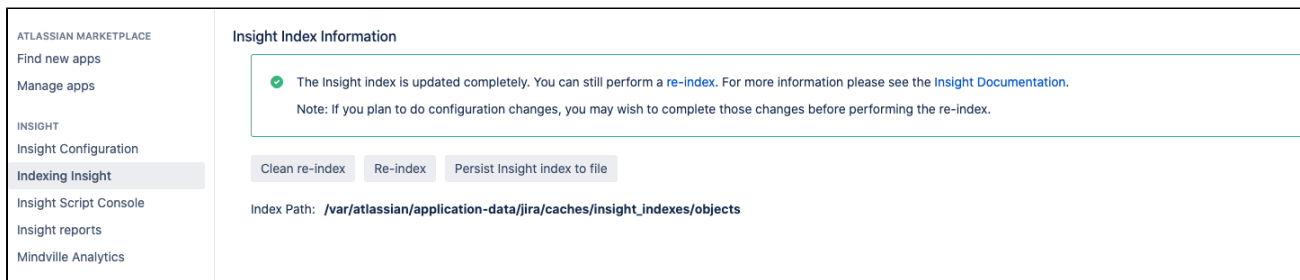 ATLASSIAN MARKETPLACE
Find new apps
Manage apps
INSIGHT
Insight Configuration
Indexing Insight
Insight Script Console
Insight reports
Mindville Analytics
Insight Index Information
The Insight index is updated completely. You can still perform a re-index. For more information please see the Insight Documentation.
Note: If you plan to do configuration changes, you may wish to complete those changes before performing the re-index.
Clean re-index Re-index Persist Insight index to file
Index Path: /var/atlassian/application-data/jira/caches/insight_indexes/objects